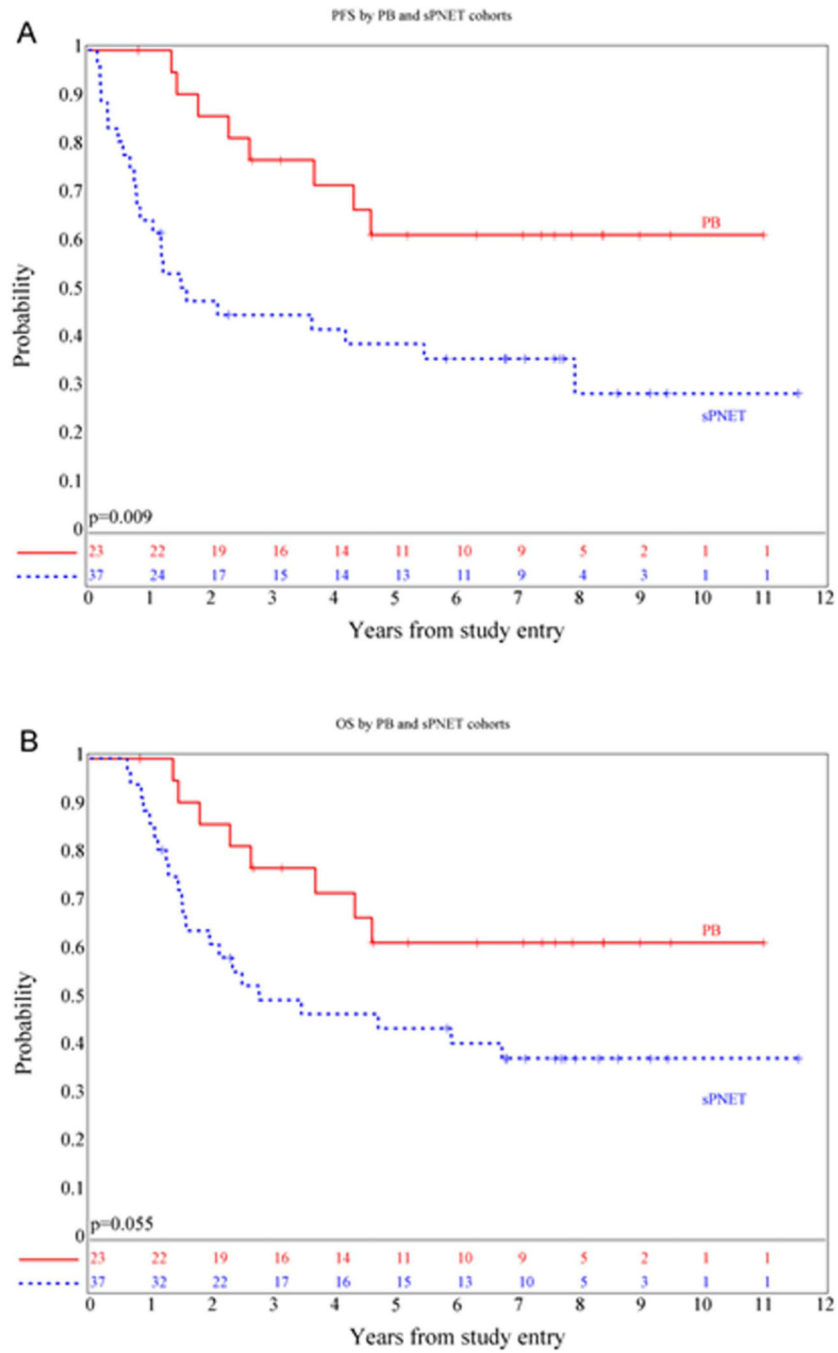 A
PFS by PB and sPNET cohorts
1
0.9
0.8
0.7
0.6
0.5
0.4
0.3
0.2
0.1
0
Probability
PB
sPNET
p=0.009
23 22 19 16 14 11 10 9 5 2 1 1
37 24 17 15 14 13 11 9 4 3 1 1
0 1 2 3 4 5 6 7 8 9 10 11 12
Years from study entry
B
OS by PB and sPNET cohorts
1
0.9
0.8
0.7
0.6
0.5
0.4
0.3
0.2
0.1
0
Probability
PB
sPNET
p=0.055
23 22 19 16 14 11 10 9 5 2 1 1
37 32 22 17 16 15 13 10 5 3 1 1
0 1 2 3 4 5 6 7 8 9 10 11 12
Years from study entry